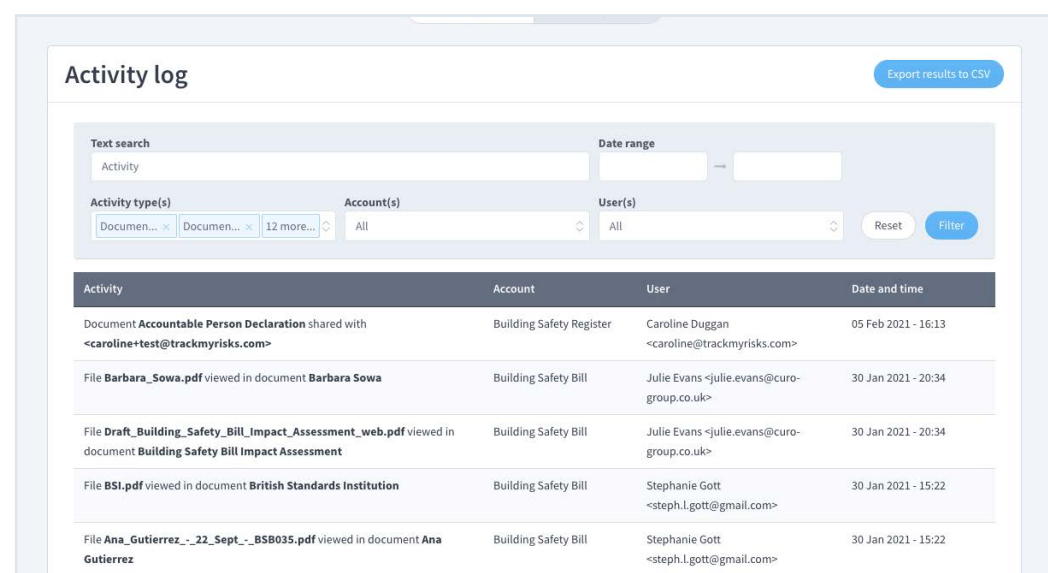 Activity log
Export results to CSV
Text search
Date range
Activity
→
Activity type(s)
Account(s)
User(s)
Documen... ×
Documen... ×
12 more...
All
All
Reset
Filter
Activity
Account
User
Date and time
Document Accountable Person Declaration shared with
<caroline+test@trackmyrisks.com>
Building Safety Register
Caroline Duggan
<caroline@trackmyrisks.com>
05 Feb 2021 - 16:13
File Barbara_Sowa.pdf viewed in document Barbara Sowa
Building Safety Bill
Julie Evans <julie.evans@curo-
group.co.uk>
30 Jan 2021 - 20:34
File Draft_Building_Safety_Bill_Impact_Assessment_web.pdf viewed in
document Building Safety Bill Impact Assessment
Building Safety Bill
Julie Evans <julie.evans@curo-
group.co.uk>
30 Jan 2021 - 20:34
File BSI.pdf viewed in document British Standards Institution
Building Safety Bill
Stephanie Gott
<steph.l.gott@gmail.com>
30 Jan 2021 - 15:22
File Ana_Gutierrez_-_22_Sept_-_BSB035.pdf viewed in document Ana
Gutierrez
Building Safety Bill
Stephanie Gott
<steph.l.gott@gmail.com>
30 Jan 2021 - 15:22